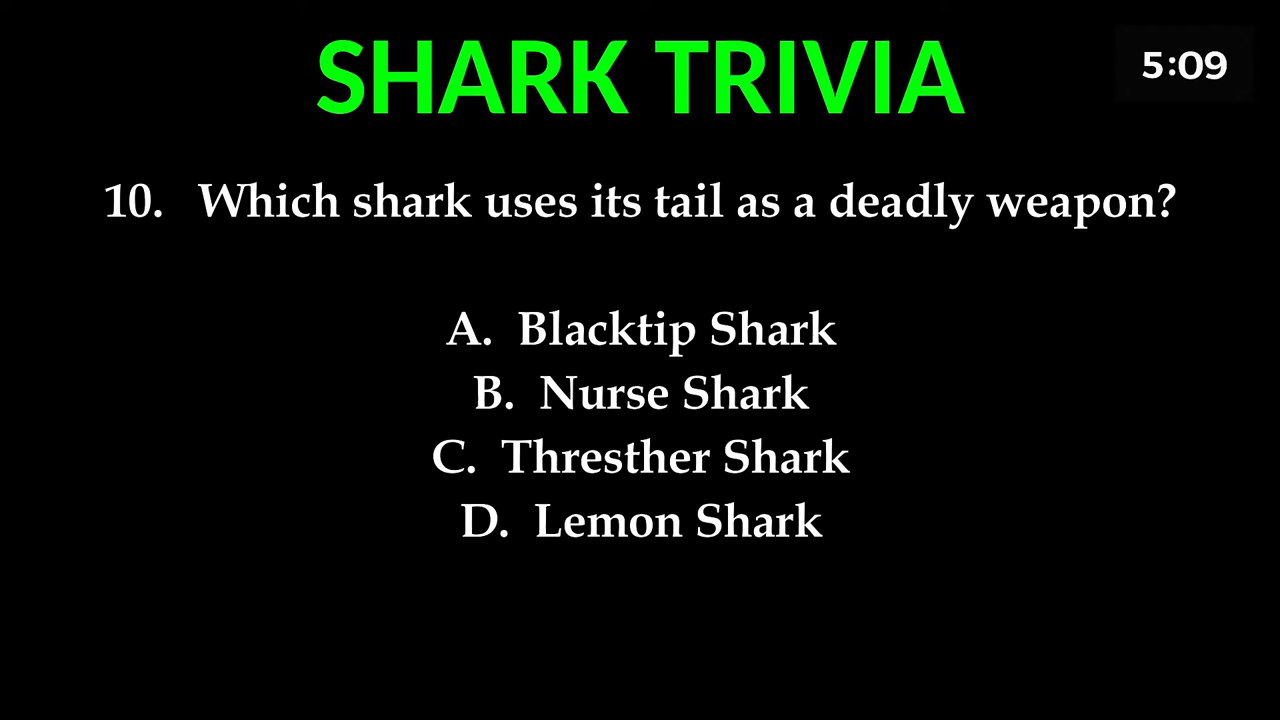 SHARK TRIVIA
5:09
10. Which shark uses its tail as a deadly weapon?
A. Blacktip Shark
B. Nurse Shark
C. Thresther Shark
D. Lemon Shark